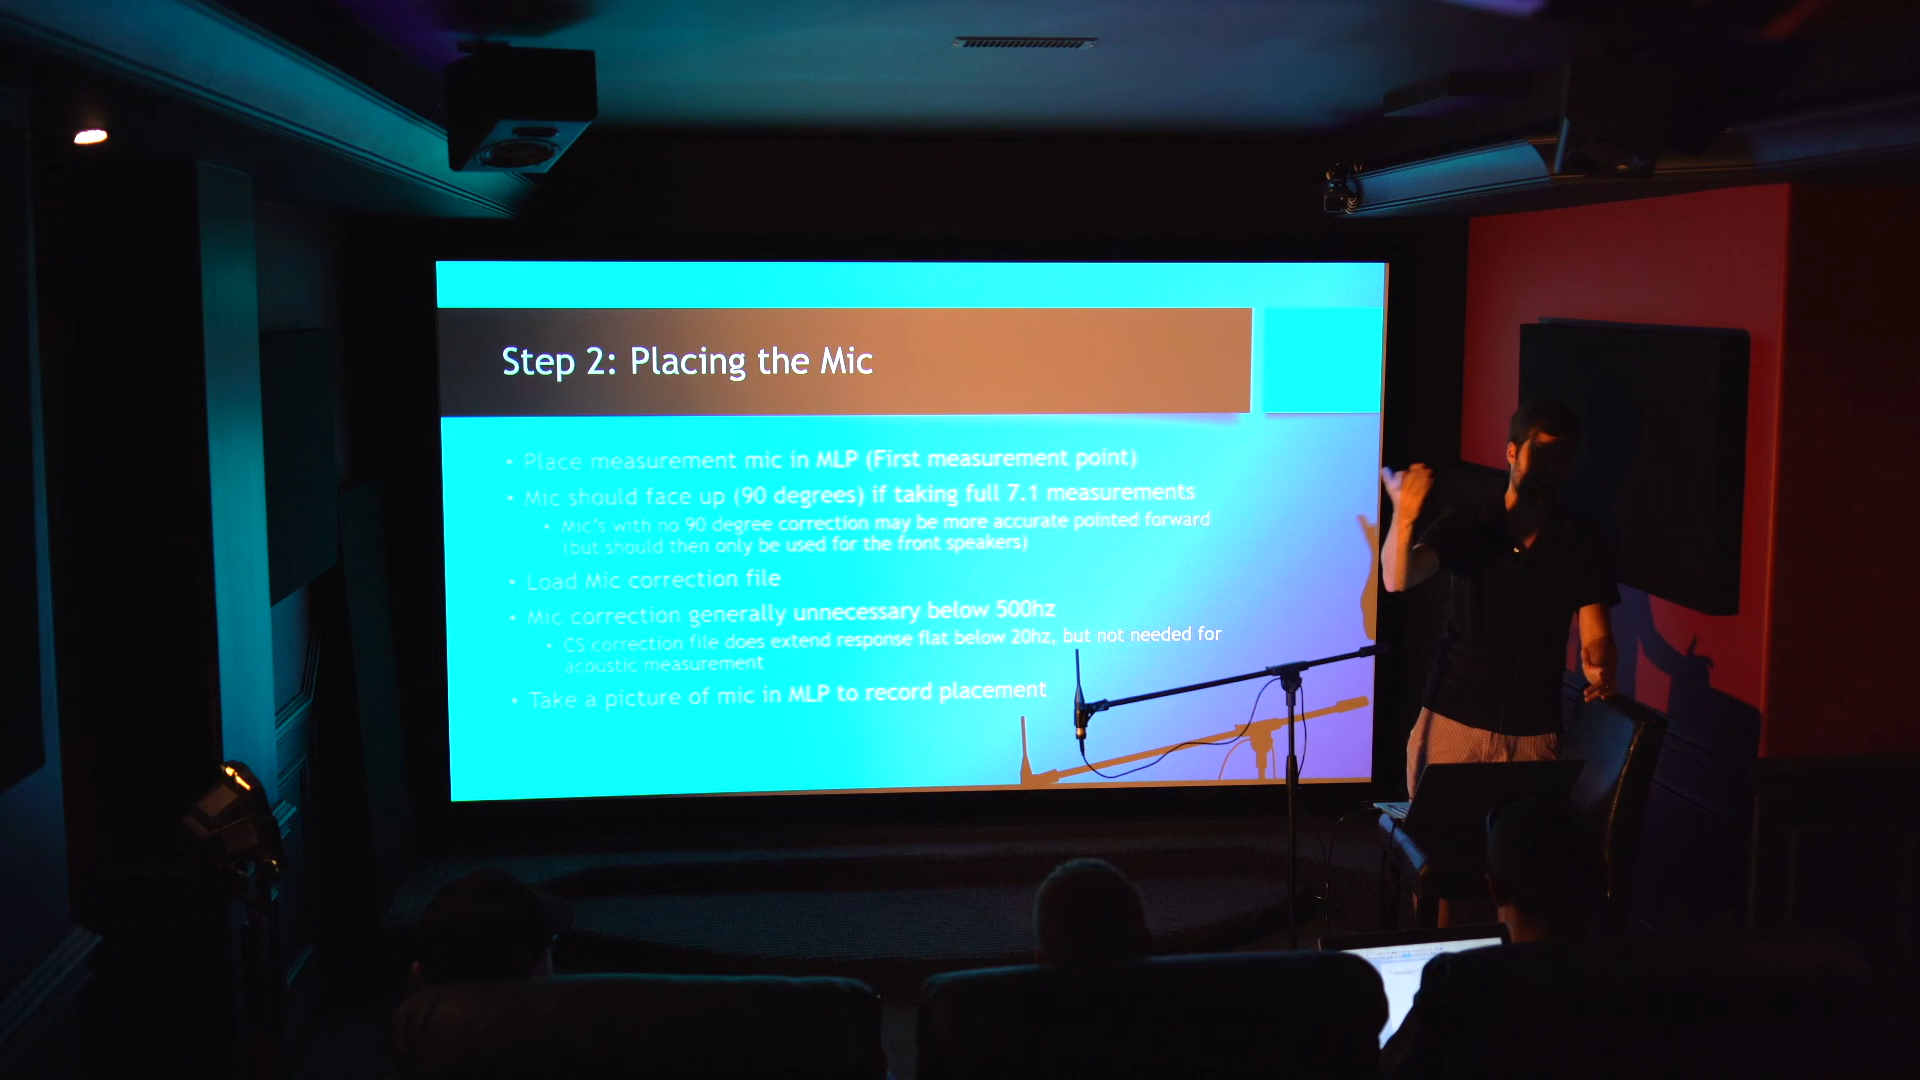 Step 2: Placing the Mic
• Place measurement mic in MLP (First measurement point)
• Mic should face up (90 degrees) if taking full 7.1 measurements
• Mic's with no 90 degree correction may be more accurate pointed forward
(but should then only be used for the front speakers)
• Load Mic correction file
• Mic correction generally unnecessary below 500hz
• CS correction file does extend response flat below 20hz, but not needed for
acoustic measurement
• Take a picture of mic in MLP to record placement